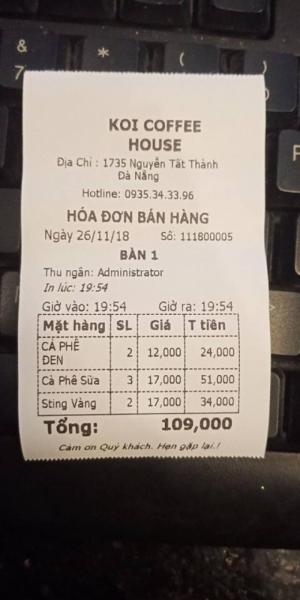 KOI COFFEE
HOUSE
Địa Chỉ : 1735 Nguyễn Tất Thành
Đà Nẵng
Hotline: 0935.34.33.96
HÓA ĐƠN BÁN HÀNG
Ngày 26/11/18 Số: 111800005
BÀN 1
Thu ngân: Administrator
In lúc: 19:54
Giờ vào: 19:54 Giờ ra: 19:54
Mặt hàng SL Giá T tiền
CÀ PHÊ
ĐEN 2 12,000 24,000
Cà Phê Sữa 3 17,000 51,000
Sting Vàng 2 17,000 34,000
Tổng: 109,000
Cám ơn Quý khách. Hẹn gặp lại.!
&
7
*
(